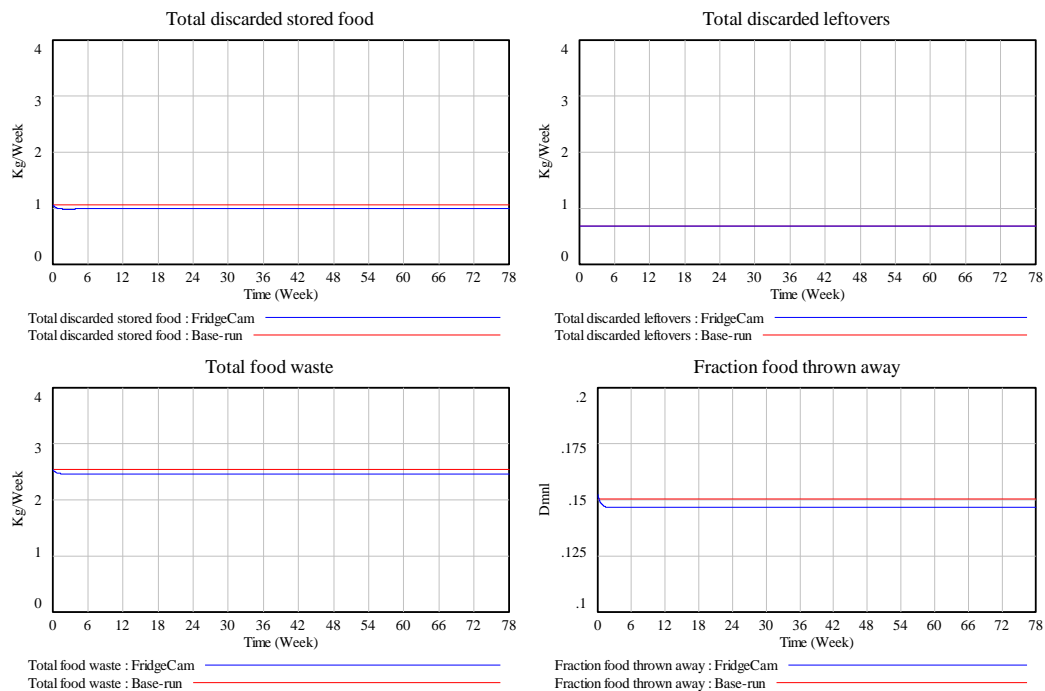 Total discarded stored food
4
3
2
1
0
Kg/Week
0 6 12 18 24 30 36 42 48 54 60 66 72 78
Time (Week)
Total discarded stored food : FridgeCam
Total discarded stored food : Base-run
Total discarded leftovers
4
3
2
1
0
Kg/Week
0 6 12 18 24 30 36 42 48 54 60 66 72 78
Time (Week)
Total discarded leftovers : FridgeCam
Total discarded leftovers : Base-run
Total food waste
4
3
2
1
0
Kg/Week
0 6 12 18 24 30 36 42 48 54 60 66 72 78
Time (Week)
Total food waste : FridgeCam
Total food waste : Base-run
Fraction food thrown away
.2
.175
.15
.125
.1
Dmnl
0 6 12 18 24 30 36 42 48 54 60 66 72 78
Time (Week)
Fraction food thrown away : FridgeCam
Fraction food thrown away : Base-run